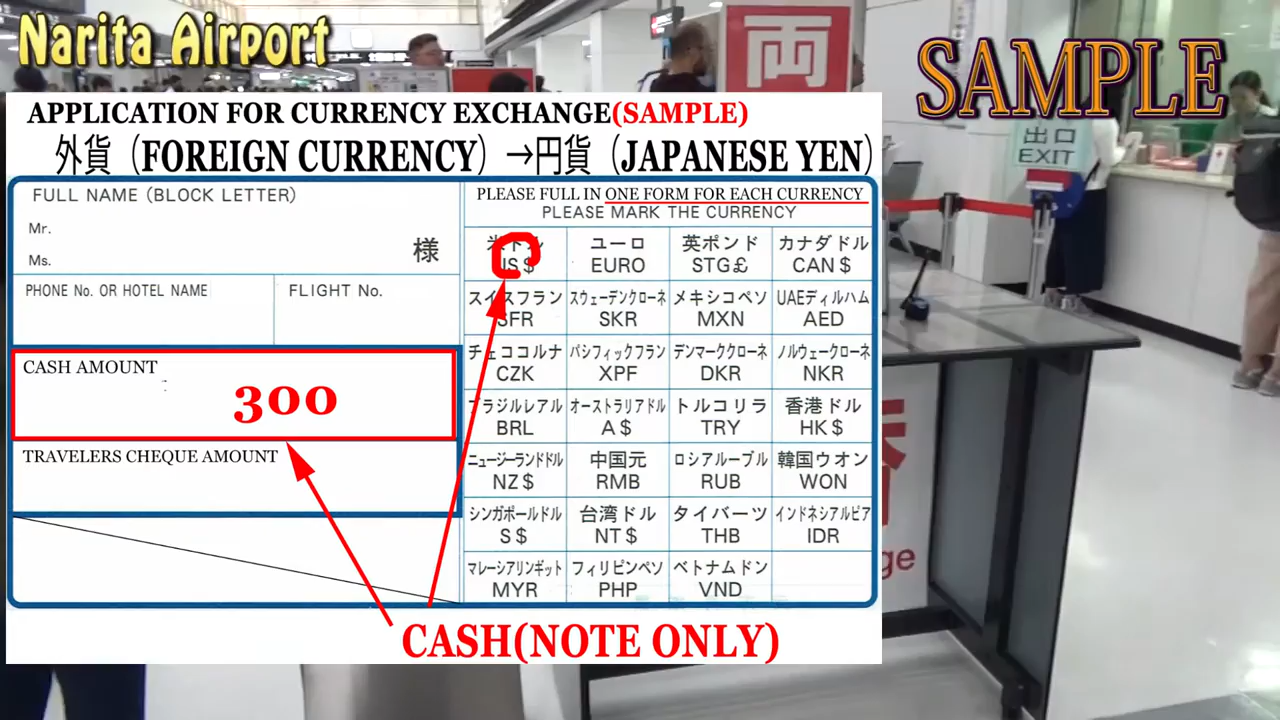 Narita Airport
SAMPLE
両
出口
EXIT
APPLICATION FOR CURRENCY EXCHANGE(SAMPLE)
外貨（FOREIGN CURRENCY）→円貨（JAPANESE YEN）
FULL NAME (BLOCK LETTER)
Mr.
Ms.
様
PHONE No. OR HOTEL NAME
FLIGHT No.
CASH AMOUNT
300
TRAVELERS CHEQUE AMOUNT
PLEASE FULL IN ONE FORM FOR EACH CURRENCY
PLEASE MARK THE CURRENCY
米ドル ユーロ 英ポンド カナダドル
US $ EURO STG£ CAN $
スイスフラン スウェーデンクローネ メキシコペソ UAEディルハム
SFR SKR MXN AED
チェココルナ パシフィックフラン デンマーククローネ ノルウェークローネ
CZK XPF DKR NKR
ブラジルレアル オーストラリアドル トルコリラ 香港ドル
BRL A $ TRY HK $
ニュージーランドドル 中国元 ロシアルーブル 韓国ウオン
NZ $ RMB RUB WON
シンガポールドル 台湾ドル タイバーツ インドネシアルピア
S $ NT $ THB IDR
マレーシアリンギット フィリピンペソ ベトナムドン
MYR PHP VND
CASH(NOTE ONLY)